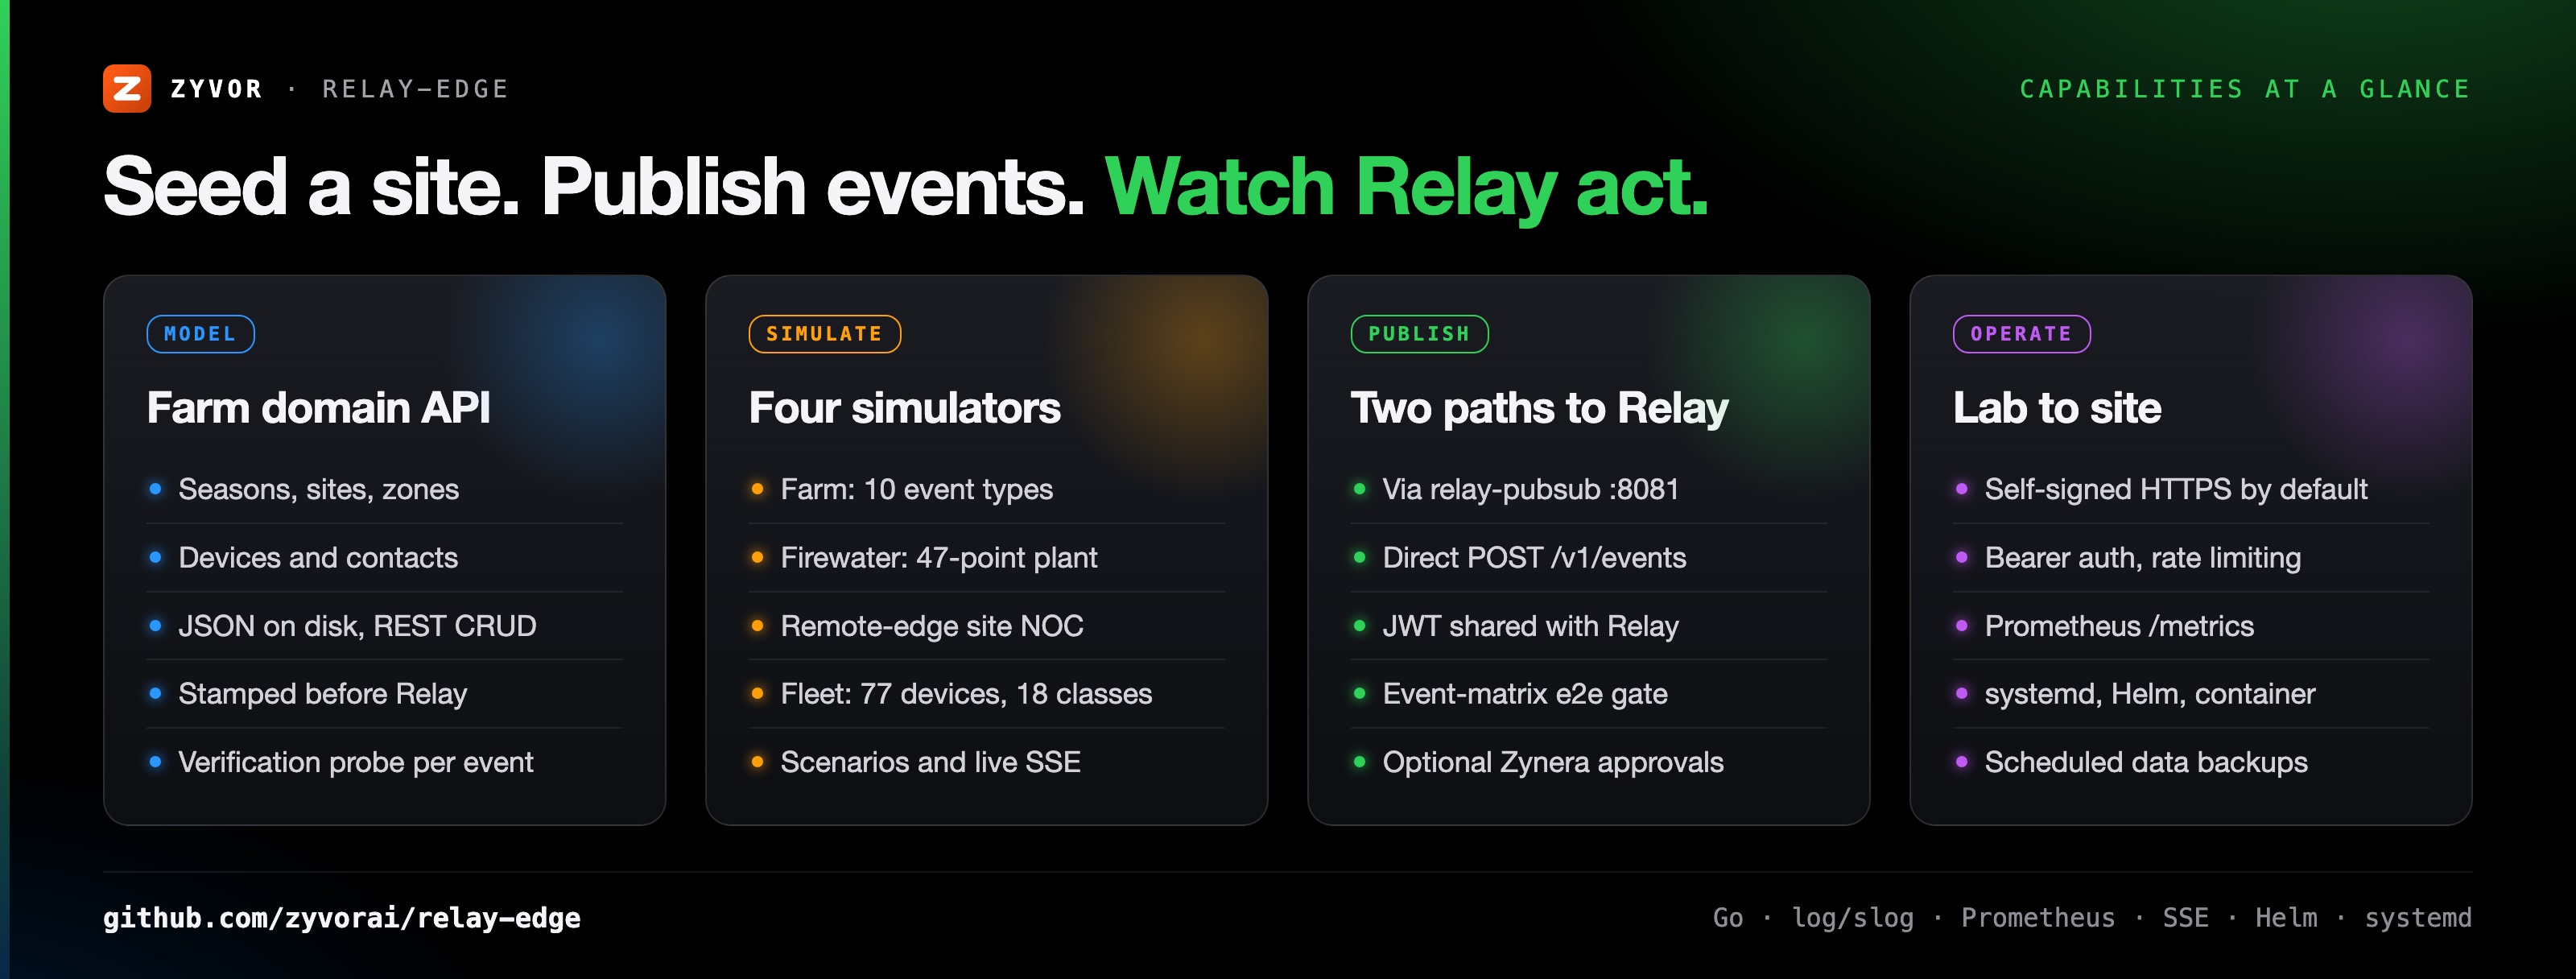 Z ZYVOR · RELAY-EDGE
CAPABILITIES AT A GLANCE
Seed a site. Publish events. Watch Relay act.
MODEL
Farm domain API
Seasons, sites, zones
Devices and contacts
JSON on disk, REST CRUD
Stamped before Relay
Verification probe per event
SIMULATE
Four simulators
Farm: 10 event types
Firewater: 47-point plant
Remote-edge site NOC
Fleet: 77 devices, 18 classes
Scenarios and live SSE
PUBLISH
Two paths to Relay
Via relay-pubsub :8081
Direct POST /v1/events
JWT shared with Relay
Event-matrix e2e gate
Optional Zynera approvals
OPERATE
Lab to site
Self-signed HTTPS by default
Bearer auth, rate limiting
Prometheus /metrics
systemd, Helm, container
Scheduled data backups
github.com/zyvorai/relay-edge
Go · log/slog · Prometheus · SSE · Helm · systemd